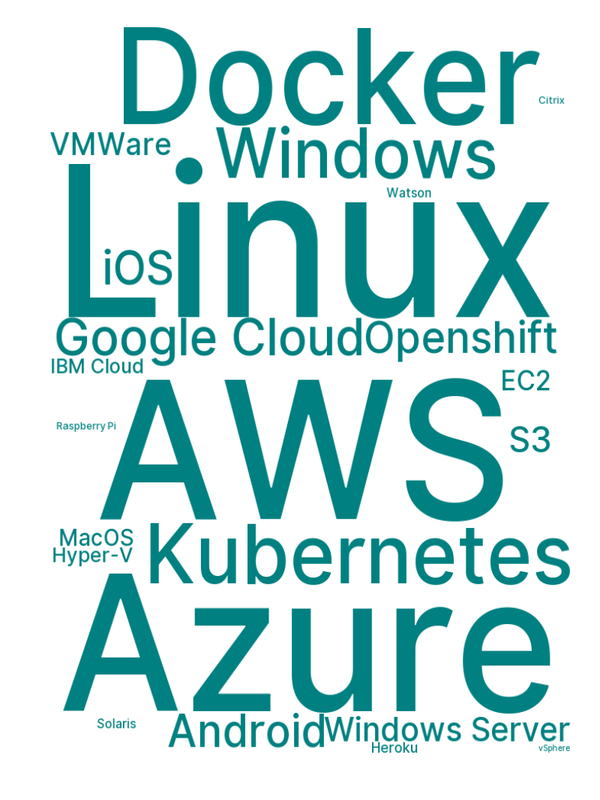 Docker
Citrix
VMWare
Windows
Watson
Linux
iOS
Google Cloud
Openshift
IBM Cloud
EC2
AWS
Raspberry Pi
S3
MacOS
Kubernetes
Hyper-V
Azure
Solaris
Android
Windows Server
Heroku
vSphere